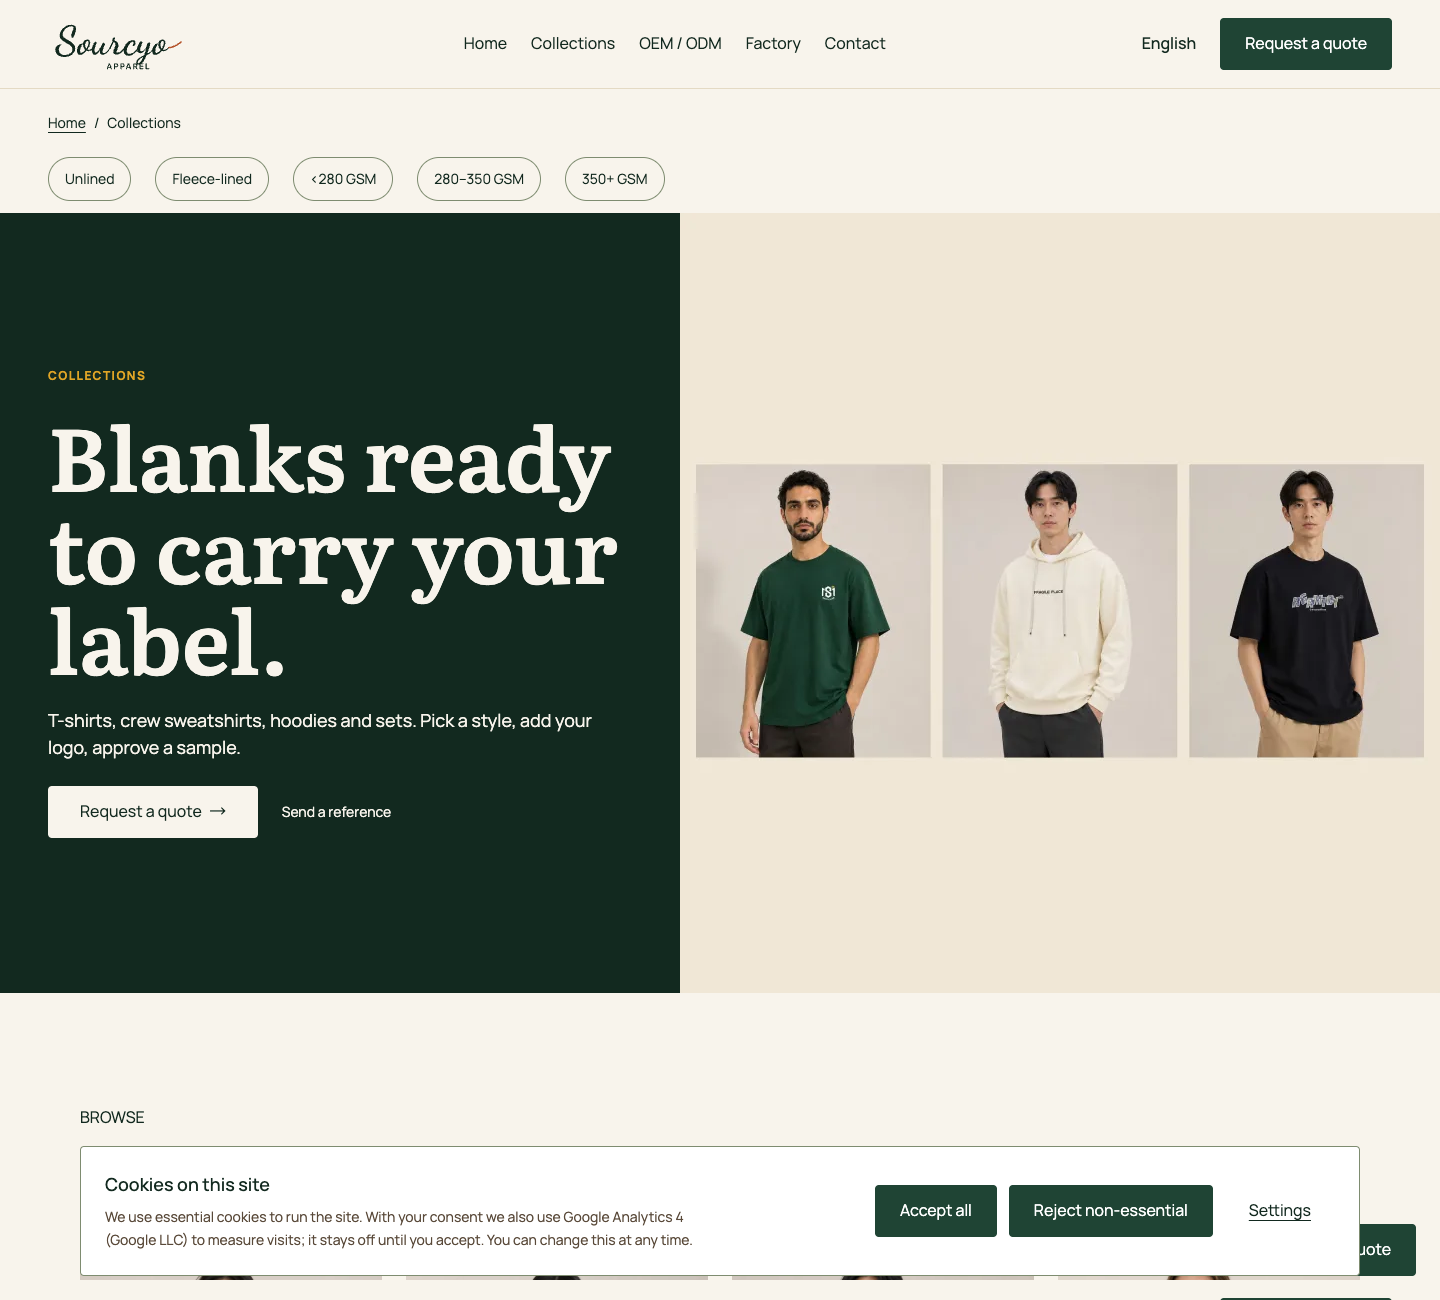 Sourcyo
APPAREL
Home Collections OEM / ODM Factory Contact
English
Request a quote
Home / Collections
Unlined
Fleece-lined
<280 GSM
280–350 GSM
350+ GSM
COLLECTIONS
Blanks ready
to carry your
label.
T-shirts, crew sweatshirts, hoodies and sets. Pick a style, add your
logo, approve a sample.
Request a quote →
Send a reference
BROWSE
Cookies on this site
We use essential cookies to run the site. With your consent we also use Google Analytics 4
(Google LLC) to measure visits; it stays off until you accept. You can change this at any time.
Accept all
Reject non-essential
Settings